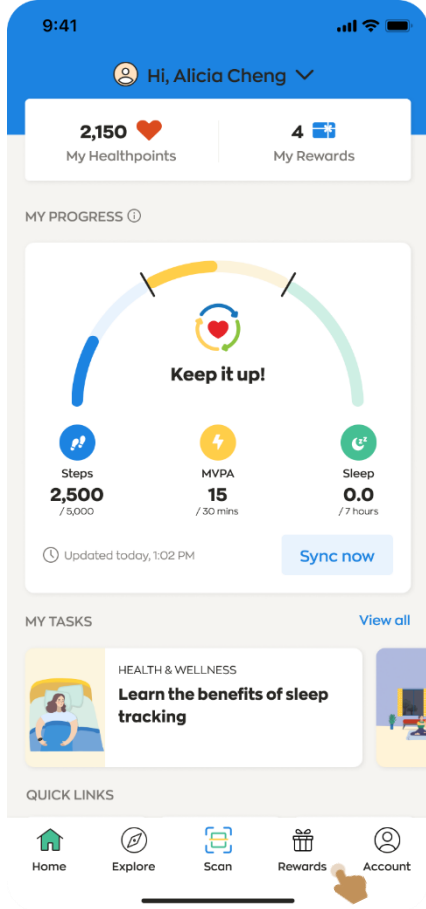 9:41
Hi, Alicia Cheng
2,150
My Healthpoints
4
My Rewards
MY PROGRESS
Keep it up!
Steps
2,500
/ 5,000
MVPA
15
/ 30 mins
Sleep
0.0
/ 7 hours
Updated today, 1:02 PM
Sync now
MY TASKS
View all
HEALTH & WELLNESS
Learn the benefits of sleep
tracking
QUICK LINKS
Home
Explore
Scan
Rewards
Account